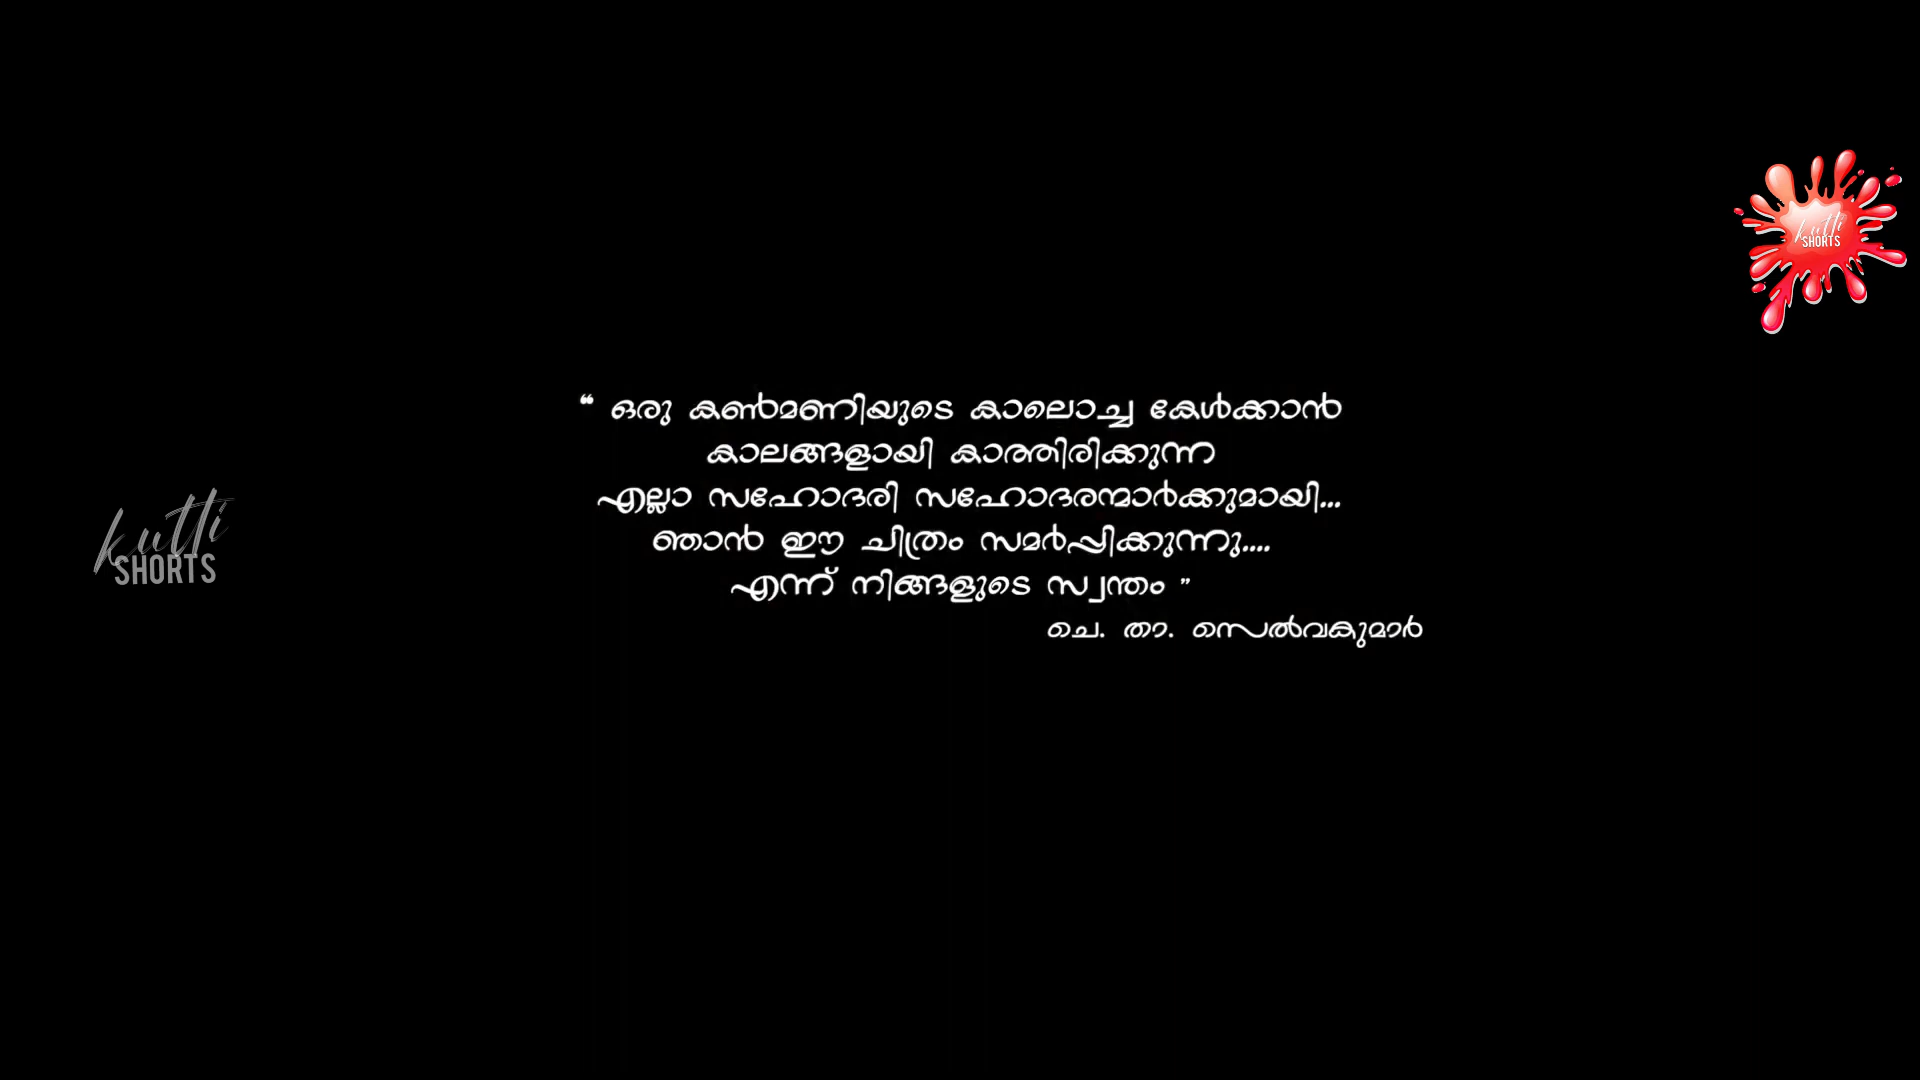 “ ഒരു കൺമണിയുടെ കാലൊച്ച കേൾക്കാൻ
കാലങ്ങളായി കാത്തിരിക്കുന്ന
എല്ലാ സഹോദരി സഹോദരന്മാർക്കുമായി...
ഞാൻ ഈ ചിത്രം സമർപ്പിക്കുന്നു....
എന്ന് നിങ്ങളുടെ സ്വന്തം ”
ചെ. താ. സെൽവകുമാർ
kutti
SHORTS
kutti
SHORTS